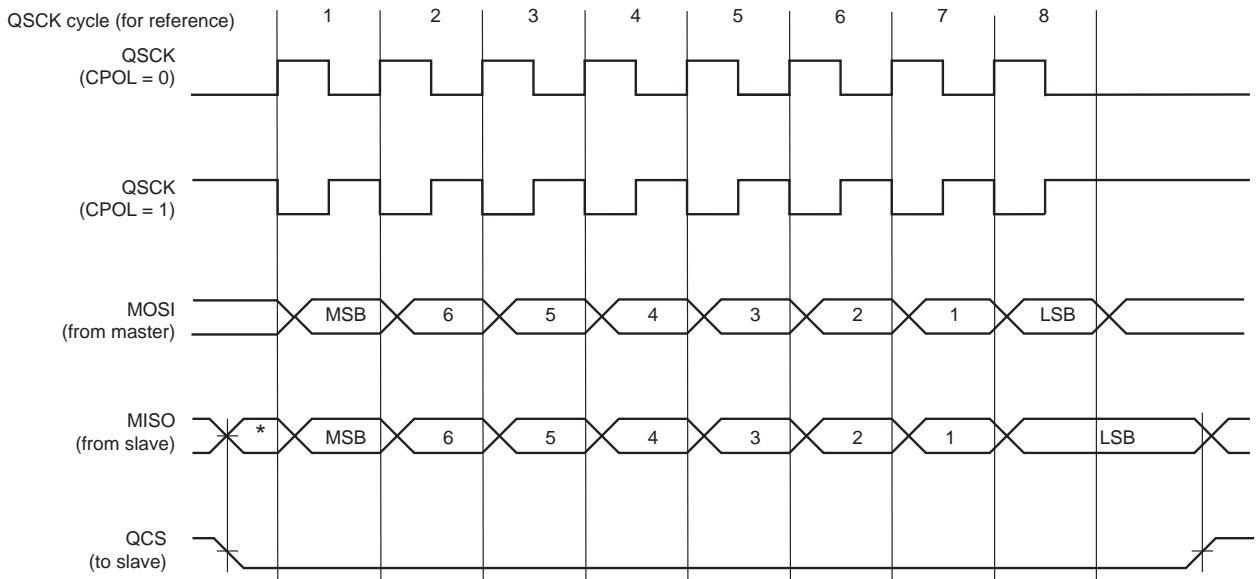 QSCK cycle (for reference) 1 2 3 4 5 6 7 8
QSCK
(CPOL = 0)
QSCK
(CPOL = 1)
MOSI
(from master)
MSB 6 5 4 3 2 1 LSB
MISO
(from slave)
* MSB 6 5 4 3 2 1 LSB
QCS
(to slave)